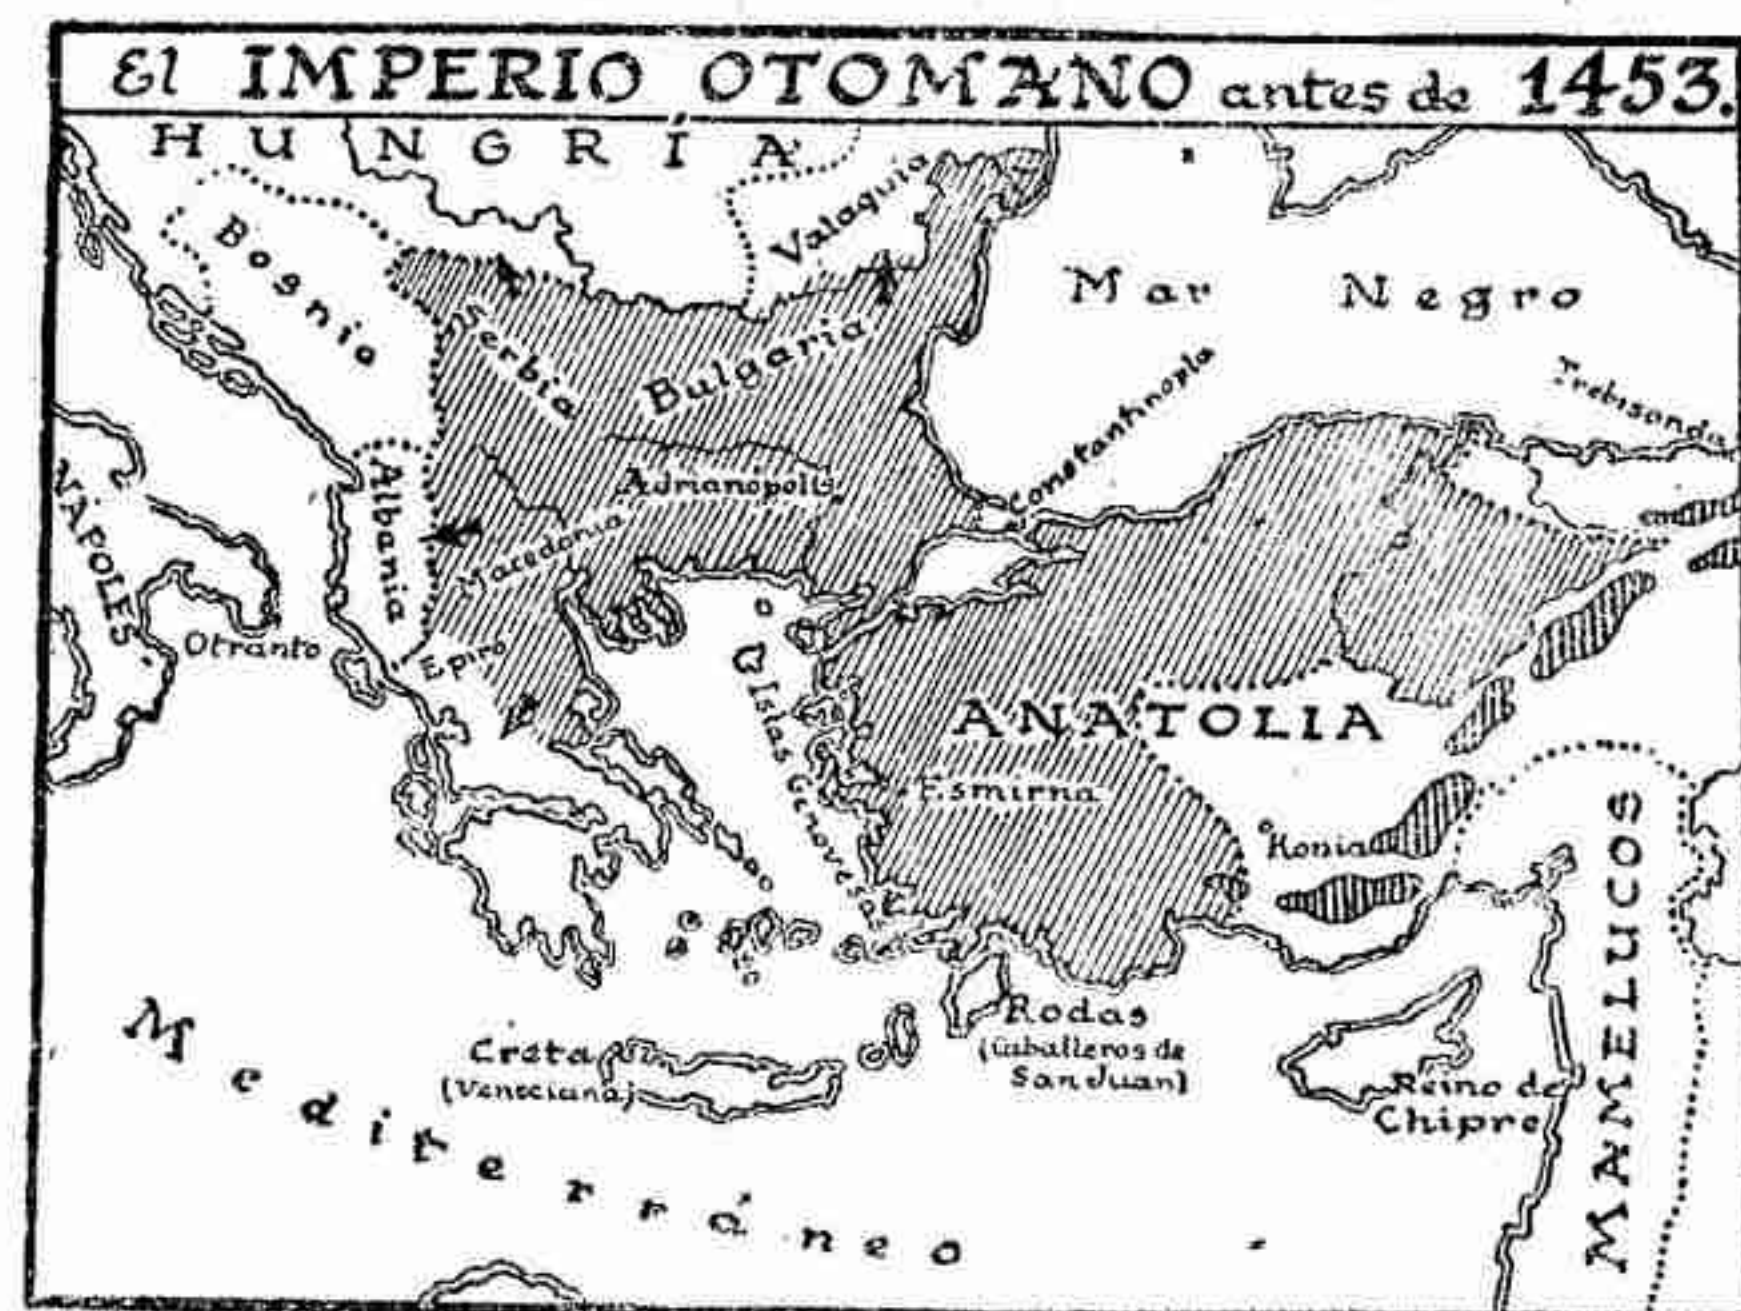 El IMPERIO OTOMANO antes de 1453.
HUNGRÍA
Valaquia
Bosnia
Mar Negro
Serbia
Bulgaria
Constantinopla
Trebisonda
NÁPOLES
Albania
Adrianópolis
Macedonia
Otranto
Epiro
Islas Genovesas
ANATOLIA
Esmirna
Konia
MAMELUCOS
Mediterráneo
Creta
(Veneciana)
Rodas
(Caballeros de
San Juan)
Reino de
Chipre